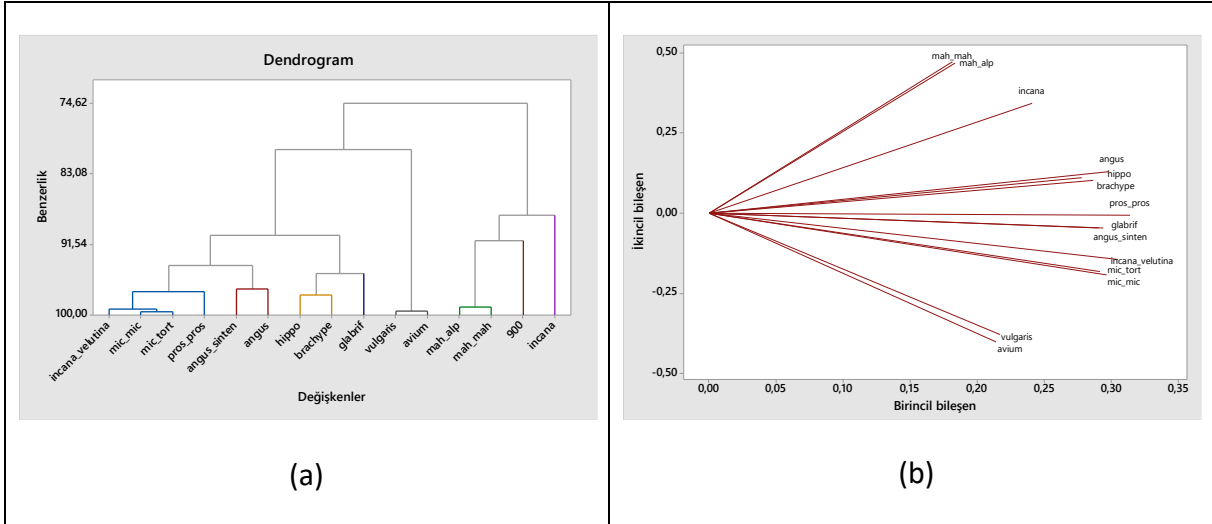 Dendrogram
Benzerlik
74,62
83,08
91,54
100,00
incana_velutina
mic_mic
mic_tort
pros_pros
angus_sinten
angus
hippo
brachype
glabrif
vulgaris
avium
mah_alp
mah_mah
900
incana
Değişkenler
(a)
İkincil bileşen
0,50
0,25
0,00
-0,25
-0,50
mah_mah
mah_alp
incana
angus
hippo
brachype
pros_pros
glabrif
angus_sinten
incana_velutina
mic_tort
mic_mic
vulgaris
avium
0,00
0,05
0,10
0,15
0,20
0,25
0,30
0,35
Birincil bileşen
(b)